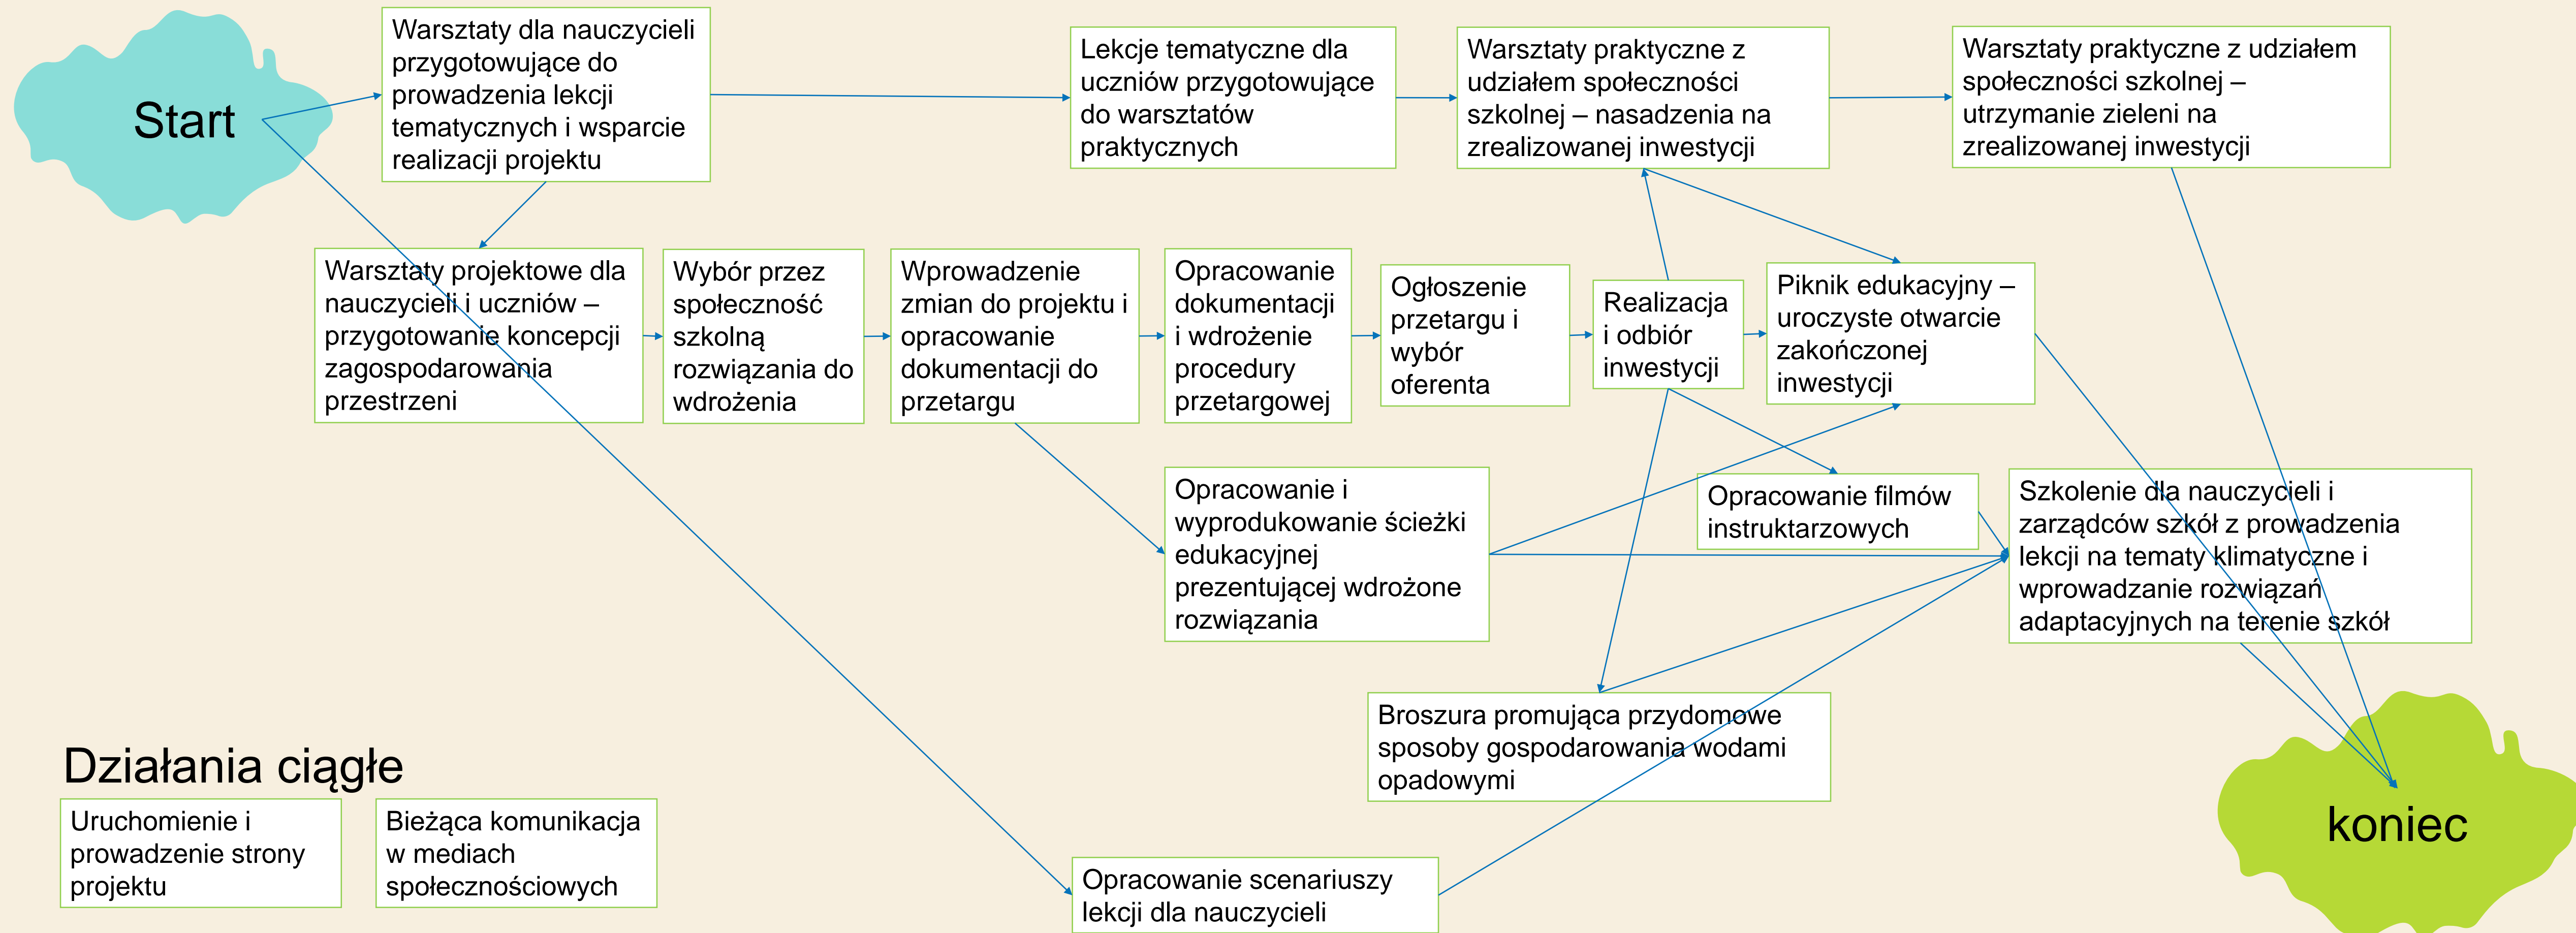 Start
Warsztaty dla nauczycieli
przygotowujące do
prowadzenia lekcji
tematycznych i wsparcie
realizacji projektu
Lekcje tematyczne dla
uczniów przygotowujące
do warsztatów
praktycznych
Warsztaty praktyczne z
udziałem społeczności
szkolnej – nasadzenia na
zrealizowanej inwestycji
Warsztaty praktyczne z udziałem
społeczności szkolnej –
utrzymanie zieleni na
zrealizowanej inwestycji
Warsztaty projektowe dla
nauczycieli i uczniów –
przygotowanie koncepcji
zagospodarowania
przestrzeni
Wybór przez
społeczność
szkolną
rozwiązania do
wdrożenia
Wprowadzenie
zmian do projektu i
opracowanie
dokumentacji do
przetargu
Opracowanie
dokumentacji
i wdrożenie
procedury
przetargowej
Ogłoszenie
przetargu i
wybór
oferenta
Realizacja
i odbiór
inwestycji
Piknik edukacyjny –
uroczyste otwarcie
zakończonej
inwestycji
Opracowanie i
wyprodukowanie ścieżki
edukacyjnej
prezentującej wdrożone
rozwiązania
Opracowanie filmów
instruktarzowych
Szkolenie dla nauczycieli i
zarządców szkół z prowadzenia
lekcji na tematy klimatyczne i
wprowadzanie rozwiązań
adaptacyjnych na terenie szkół
Broszura promująca przydomowe
sposoby gospodarowania wodami
opadowymi
Działania ciągłe
Uruchomienie i
prowadzenie strony
projektu
Bieżąca komunikacja
w mediach
społecznościowych
Opracowanie scenariuszy
lekcji dla nauczycieli
koniec